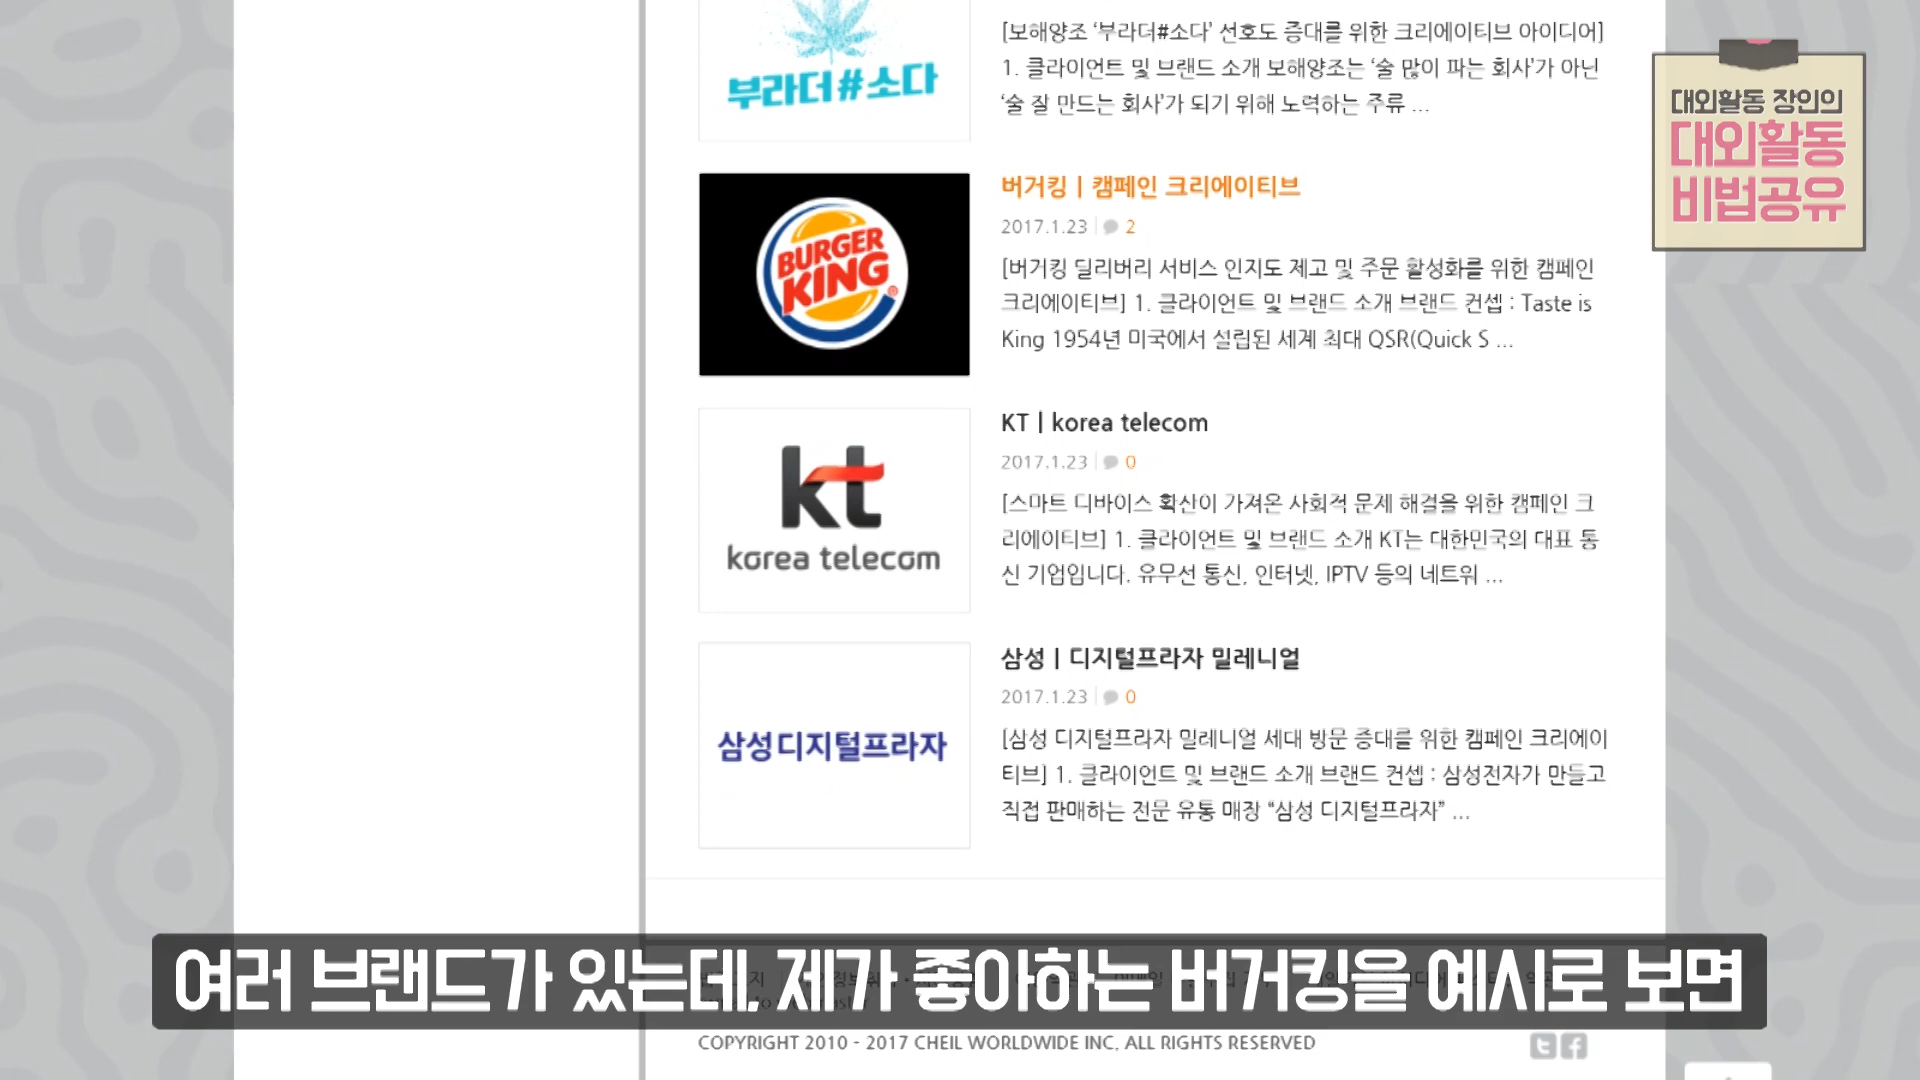 부라더#소다
[보해양조 ‘부라더#소다’ 선호도 증대를 위한 크리에이티브 아이디어]
1. 클라이언트 및 브랜드 소개 보해양조는 ‘술 많이 파는 회사’가 아닌
‘술 잘 만드는 회사’가 되기 위해 노력하는 주류 ...
대외활동 장인의
대외활동
비법공유
BURGER
KING®
버거킹 | 캠페인 크리에이티브
2017.1.23 2
[버거킹 딜리버리 서비스 인지도 제고 및 주문 활성화를 위한 캠페인
크리에이티브] 1. 클라이언트 및 브랜드 소개 브랜드 컨셉 : Taste is
King 1954년 미국에서 설립된 세계 최대 QSR(Quick S ...
kt
korea telecom
KT | korea telecom
2017.1.23 0
[스마트 디바이스 확산이 가져온 사회적 문제 해결을 위한 캠페인 크
리에이티브] 1. 클라이언트 및 브랜드 소개 KT는 대한민국의 대표 통
신 기업입니다. 유무선 통신, 인터넷, IPTV 등의 네트워 ...
삼성디지털프라자
삼성 | 디지털프라자 밀레니얼
2017.1.23 0
[삼성 디지털프라자 밀레니얼 세대 방문 증대를 위한 캠페인 크리에이
티브] 1. 클라이언트 및 브랜드 소개 브랜드 컨셉 : 삼성전자가 만들고
직접 판매하는 전문 유통 매장 “삼성 디지털프라자” ...
여러 브랜드가 있는데, 제가 좋아하는 버거킹을 예시로 보면
COPYRIGHT 2010 - 2017 CHEIL WORLDWIDE INC, ALL RIGHTS RESERVED